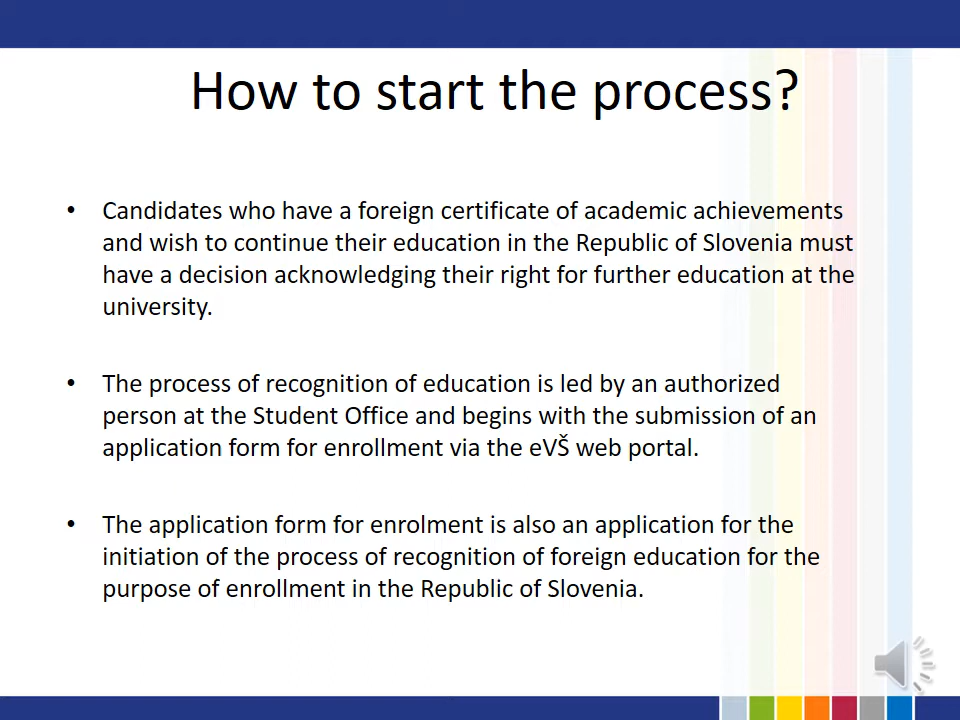 How to start the process?
• Candidates who have a foreign certificate of academic achievements
and wish to continue their education in the Republic of Slovenia must
have a decision acknowledging their right for further education at the
university.
• The process of recognition of education is led by an authorized
person at the Student Office and begins with the submission of an
application form for enrollment via the eVŠ web portal.
• The application form for enrolment is also an application for the
initiation of the process of recognition of foreign education for the
purpose of enrollment in the Republic of Slovenia.